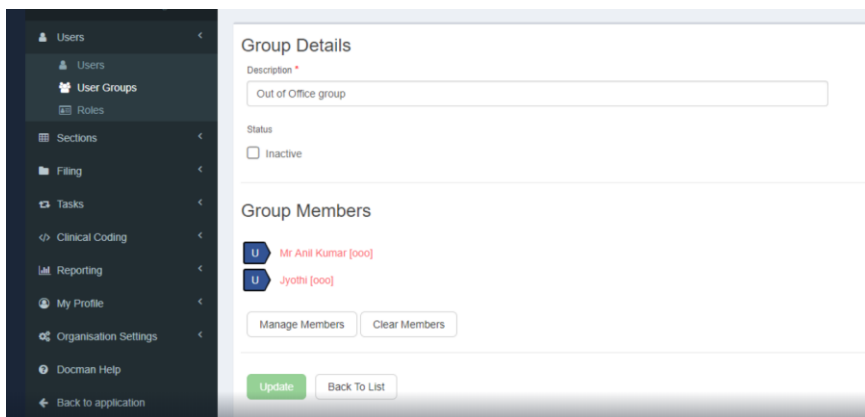 Users
Users
User Groups
Roles
Sections
Filing
Tasks
Clinical Coding
Reporting
My Profile
Organisation Settings
Docman Help
Back to application
Group Details
Description *
Out of Office group
Status
Inactive
Group Members
U Mr Anil Kumar [ooo]
U Jyothi [ooo]
Manage Members Clear Members
Update Back To List